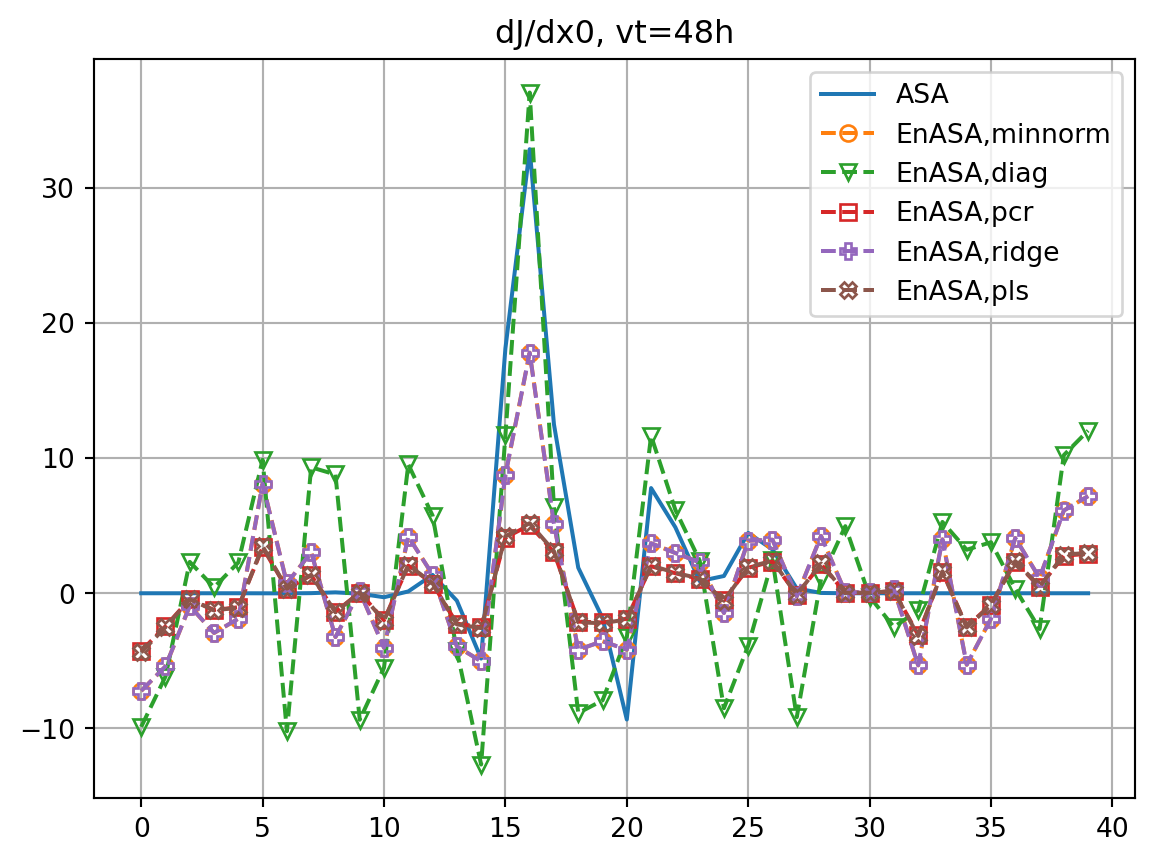 dJ/dx0, vt=48h
ASA
EnASA,minnorm
EnASA,diag
EnASA,pcr
EnASA,ridge
EnASA,pls
30
20
10
0
−10
0 5 10 15 20 25 30 35 40